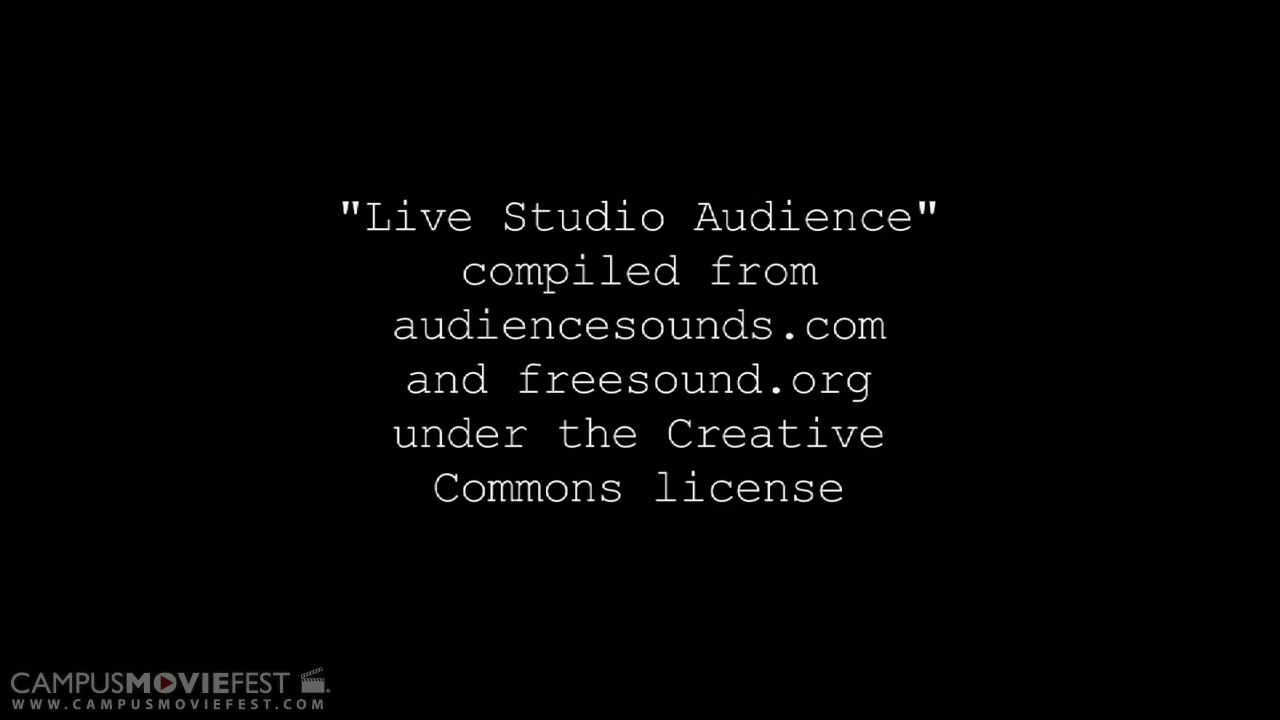 "Live Studio Audience"
compiled from
audiencesounds.com
and freesound.org
under the Creative
Commons license
CAMPUSMOVIEFEST
WWW.CAMPUSMOVIEFEST.COM